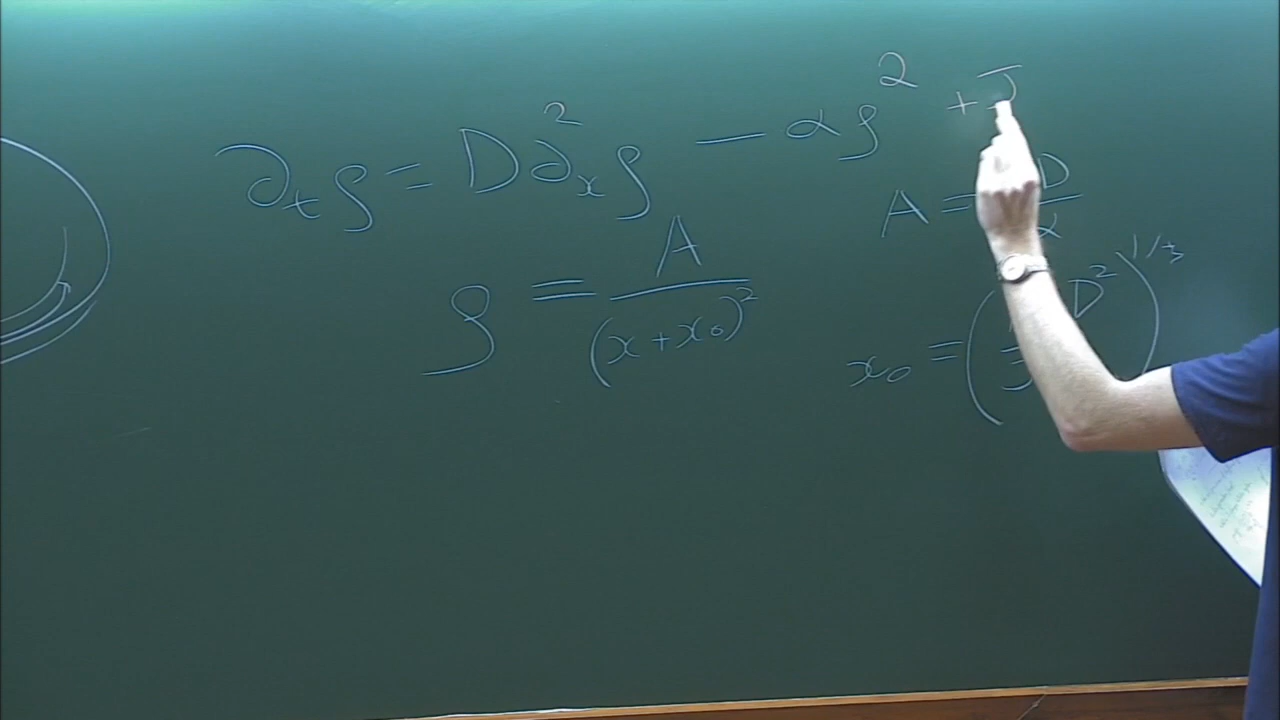 ∂ₜρ = D∂ₓ²ρ − αρ² + J
A = D/α
ρ = A/(x + x₀)²
x₀ = ( D² )^{1/3}